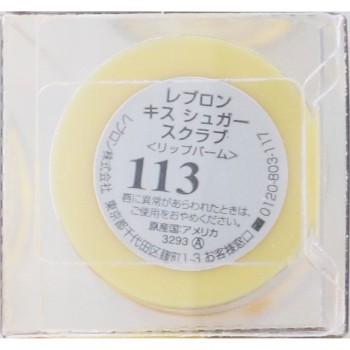 レブロン
キス シュガー
スクラブ
<リップバーム>
113
唇に異常があらわれたときは、
ご使用をおやめください。
原産国:アメリカ
3293 Ⓐ
レブロン株式会社
東京都千代田区麹町1-3 お客様窓口 0120-803-117